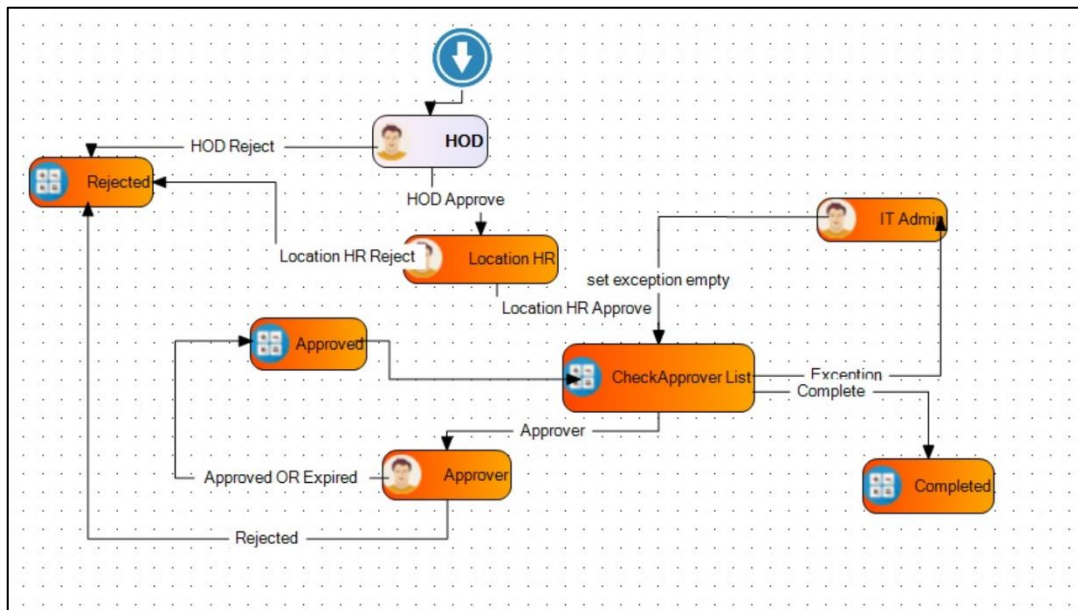 HOD
HOD Reject
Rejected
HOD Approve
IT Admin
Location HR Reject
Location HR
set exception empty
Location HR Approve
Approved
CheckApprover List
Exception
Complete
Approver
Approved OR Expired
Approver
Completed
Rejected